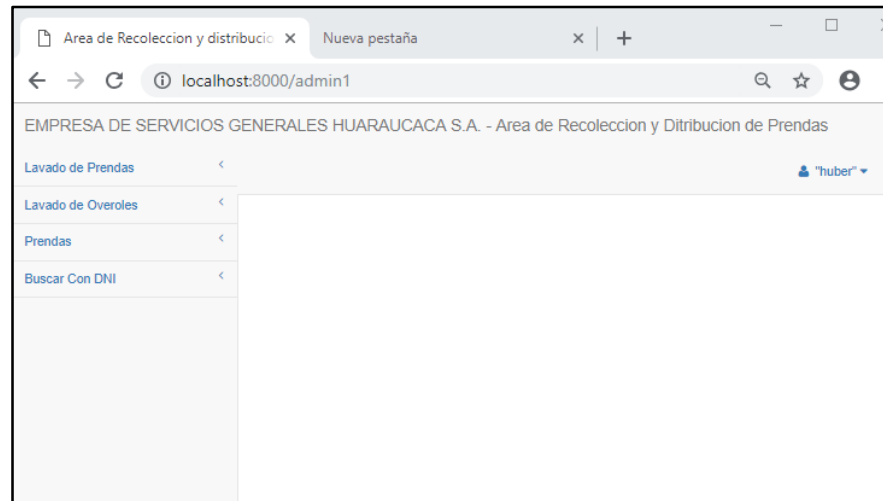 Area de Recoleccion y distribucio
Nueva pestaña
localhost:8000/admin1
EMPRESA DE SERVICIOS GENERALES HUARAUCACA S.A. - Area de Recoleccion y Ditribucion de Prendas
Lavado de Prendas
"huber"
Lavado de Overoles
Prendas
Buscar Con DNI